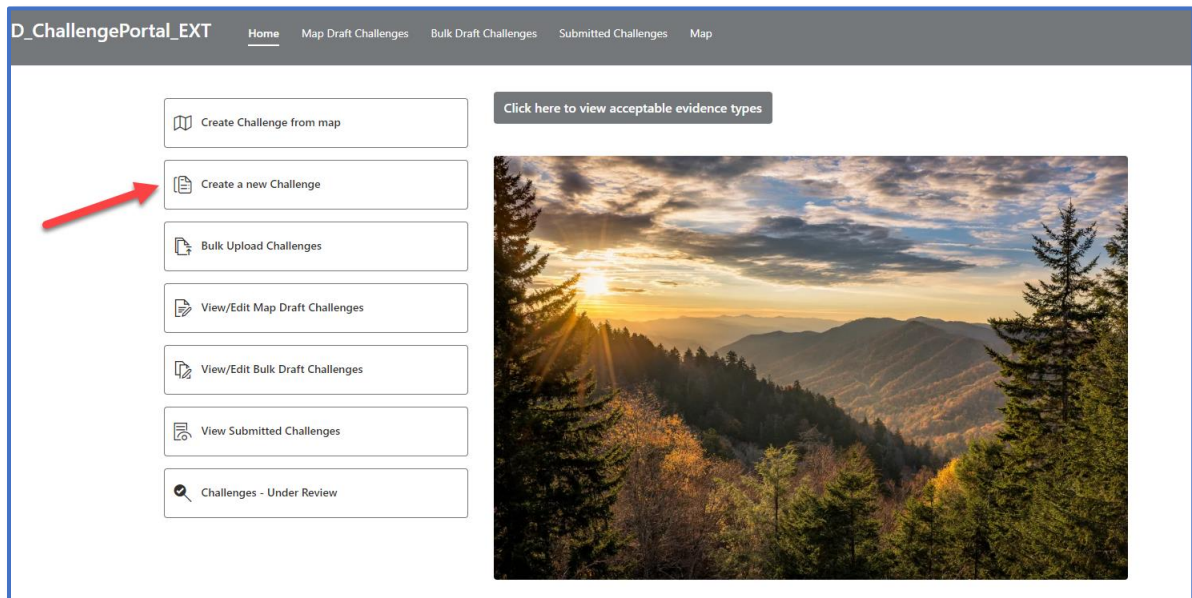 D_ChallengePortal_EXT Home Map Draft Challenges Bulk Draft Challenges Submitted Challenges Map
Create Challenge from map
Create a new Challenge
Bulk Upload Challenges
View/Edit Map Draft Challenges
View/Edit Bulk Draft Challenges
View Submitted Challenges
Challenges - Under Review
Click here to view acceptable evidence types